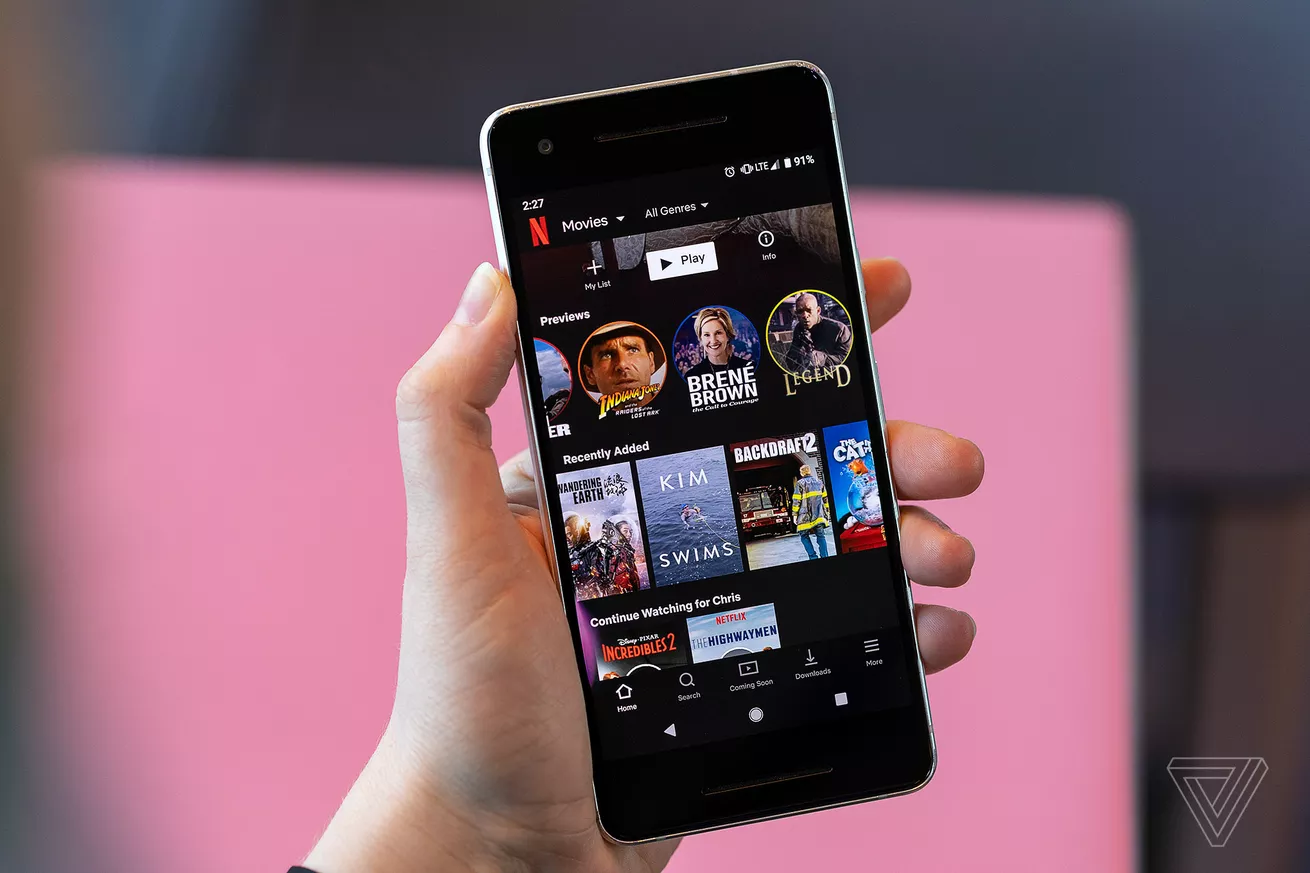 2:27
LTE 91%
N Movies All Genres
My List
Play
Info
Previews
ER
INDIANA JONES
AND THE
RAIDERS OF THE
LOST ARK
BRENÉ
BROWN
the Call to Courage
LEGEND
Recently Added
WANDERING
EARTH
KIM
SWIMS
BACKDRAFT 2
THE
CAT
Continue Watching for Chris
DISNEY·PIXAR
INCREDIBLES 2
NETFLIX
THE HIGHWAYMEN
Home
Search
Coming Soon
Downloads
More